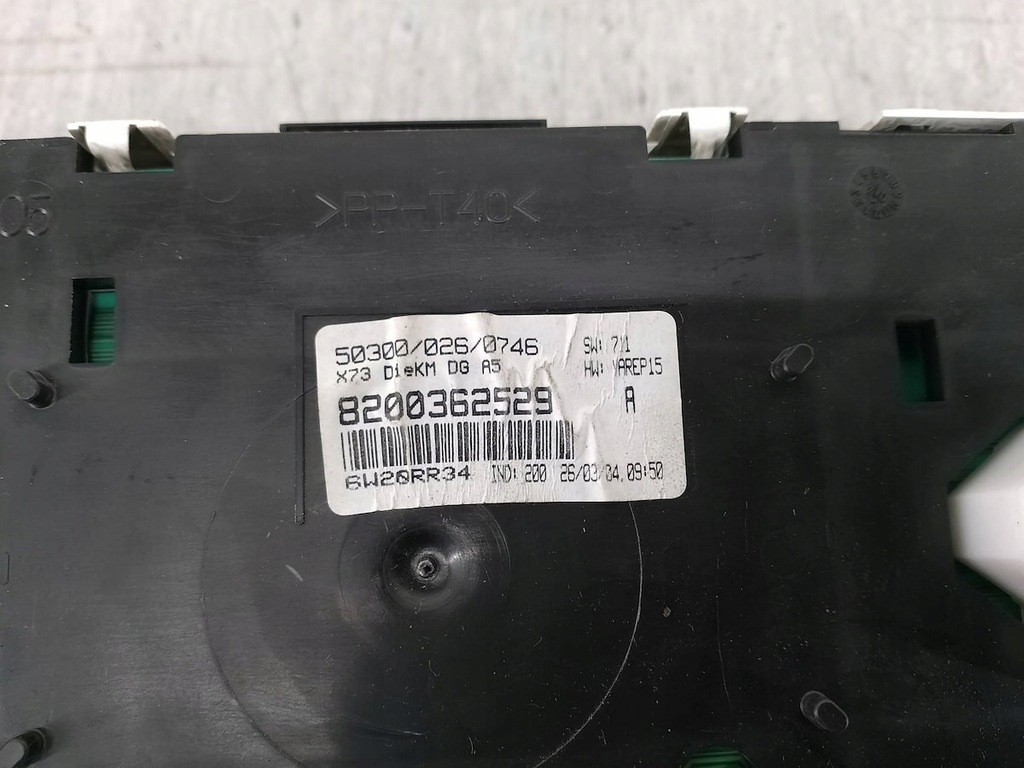 >PP-T40<
05
50300/026/0746 SW: 7.1
X73 DieKM DG A5 HW: VAREP15
8200362529 A
6W20RR34 IND: 200 26/03/04, 09:50